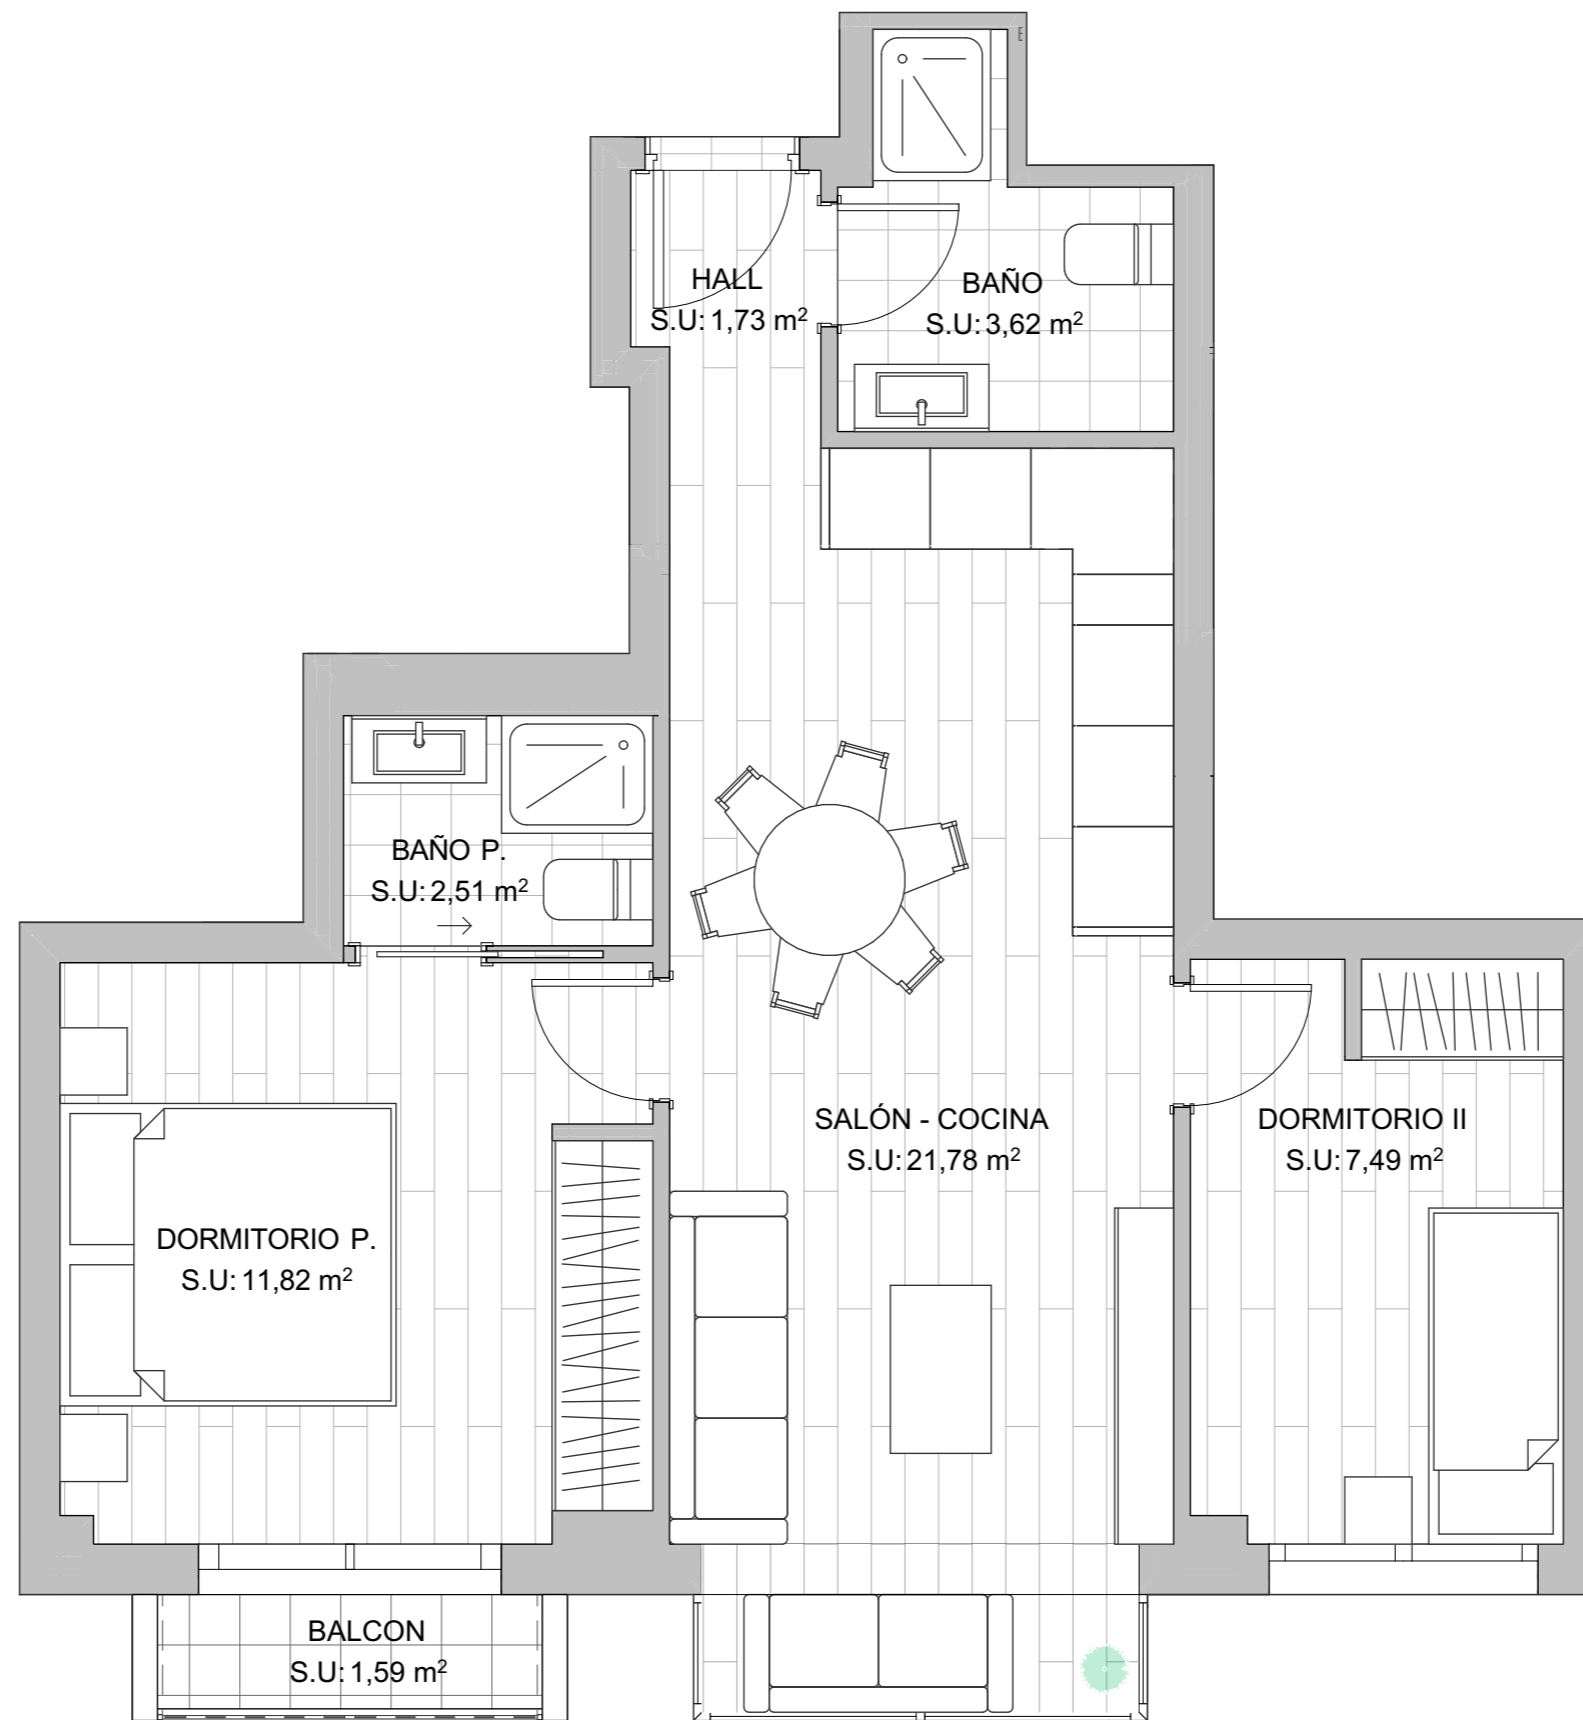 HALL
S.U: 1,73 m²
BAÑO
S.U: 3,62 m²
BAÑO P.
S.U: 2,51 m²
SALÓN - COCINA
S.U: 21,78 m²
DORMITORIO II
S.U: 7,49 m²
DORMITORIO P.
S.U: 11,82 m²
BALCON
S.U: 1,59 m²